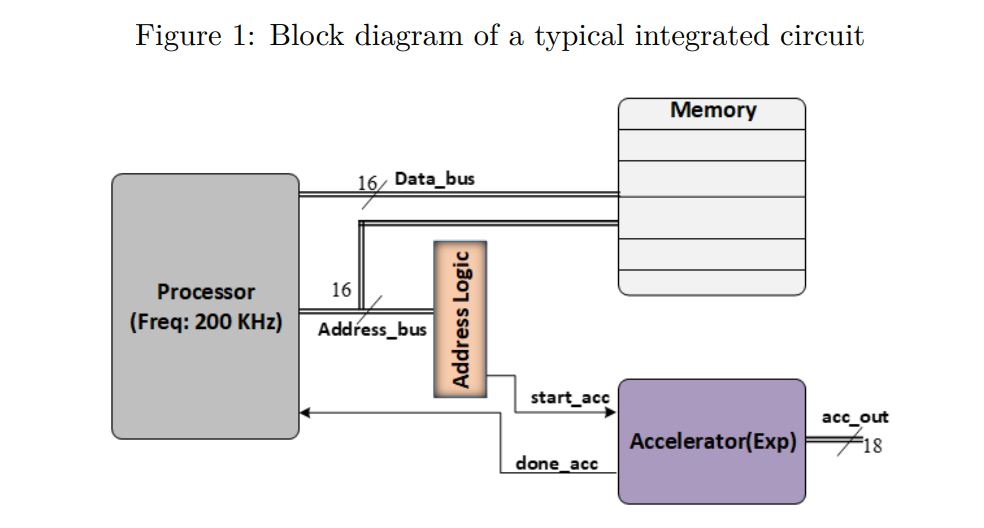 Figure 1: Block diagram of a typical integrated circuit
Memory
16
Data_bus
Processor
(Freq: 200 KHz)
16
Address_bus
Address Logic
start_acc
done_acc
Accelerator(Exp)
acc_out
18